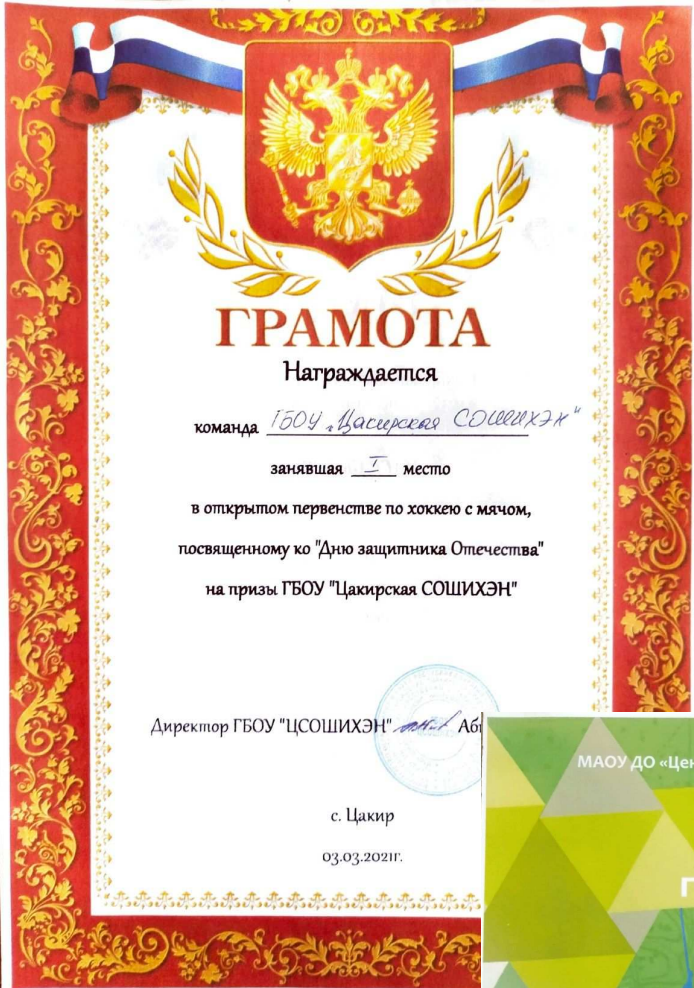 ГРАМОТА
Награждается
команда ГБОУ "Цакирская СОШИХЭН"
занявшая I место
в открытом первенстве по хоккею с мячом,
посвященному ко "Дню защитника Отечества"
на призы ГБОУ "Цакирская СОШИХЭН"
Директор ГБОУ "ЦСОШИХЭН"
с. Цакир
03.03.2021г.
МАОУ ДО